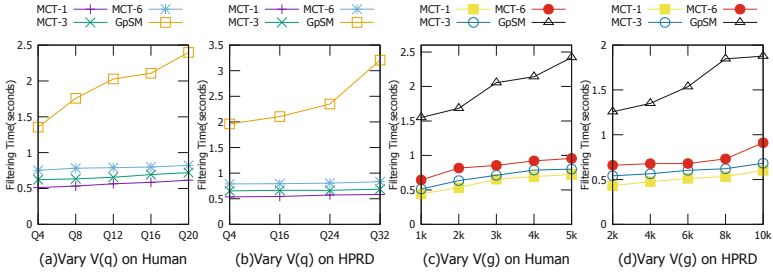 MCT-1 MCT-6
MCT-3 GpSM
Filtering Time(seconds)
2.5
2
1.5
1
0.5
0
Q4 Q8 Q12 Q16 Q20
(a)Vary V(q) on Human
MCT-1 MCT-6
MCT-3 GpSM
Filtering Time(seconds)
3.5
3
2.5
2
1.5
1
0.5
0
Q4 Q16 Q24 Q32
(b)Vary V(q) on HPRD
MCT-1 MCT-6
MCT-3 GpSM
Filtering Time(seconds)
2.5
2
1.5
1
0.5
0
1k 2k 3k 4k 5k
(c)Vary V(g) on Human
MCT-1 MCT-6
MCT-3 GpSM
Filtering Time(seconds)
2
1.5
1
0.5
0
2k 4k 6k 8k 10k
(d)Vary V(g) on HPRD